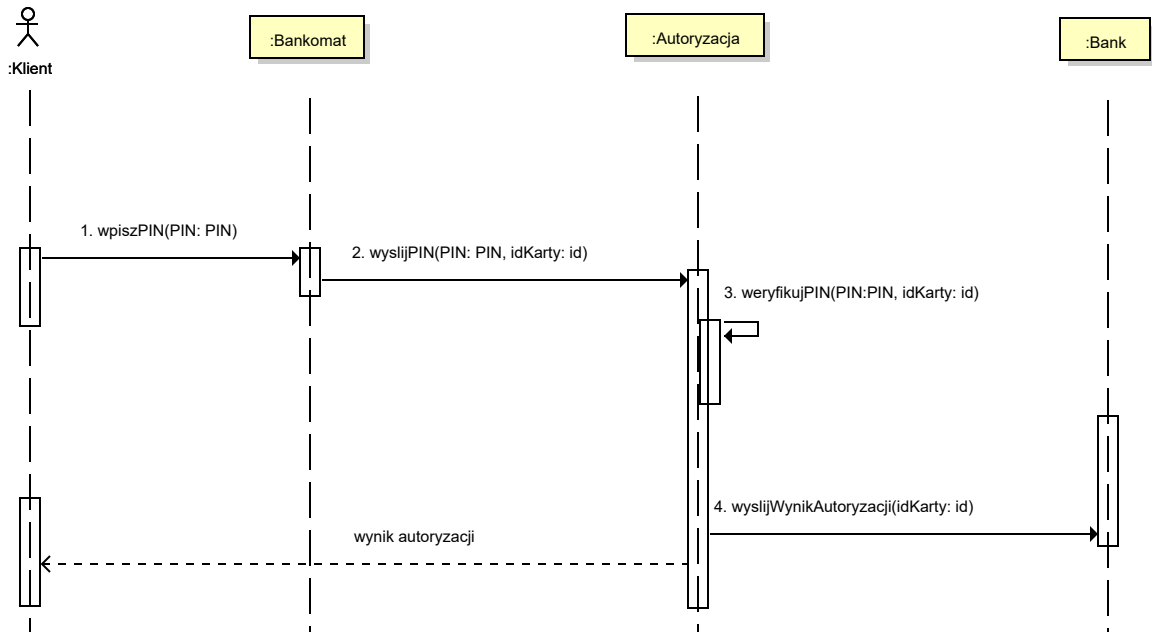 :Klient
:Bankomat
:Autoryzacja
:Bank
1. wpiszPIN(PIN: PIN)
2. wyslijPIN(PIN: PIN, idKarty: id)
3. weryfikujPIN(PIN:PIN, idKarty: id)
4. wyslijWynikAutoryzacji(idKarty: id)
wynik autoryzacji